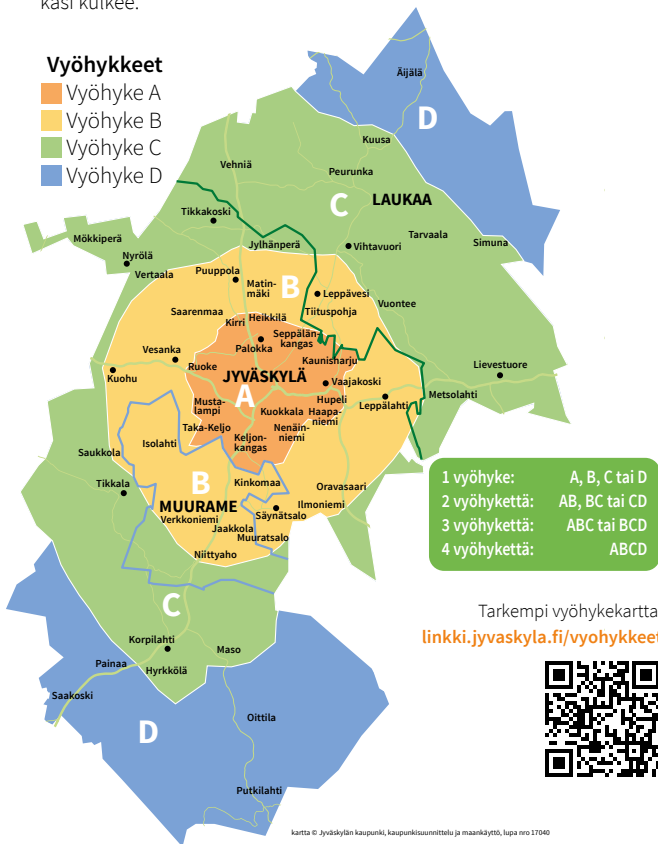 kasi kulkee.
Vyöhykkeet
Vyöhyke A
Vyöhyke B
Vyöhyke C
Vyöhyke D
Äijälä
D
Kuusa
Vehniä
Peurunka
C
LAUKAA
Tikkakoski
Mökkiperä
Jylhänperä
Vihtavuori
Tarvaala
Simuna
Nyrölä
Vertaala
Puuppola
Matin-
mäki
B
Leppävesi
Tiituspohja
Vuontee
Saarenmaa
Kirri
Heikkilä
Seppälän-
kangas
Palokka
Vesanka
Kaunisharju
Ruoke
Kuohu
JYVÄSKYLÄ
Vaajakoski
Lievestuore
A
Metsolahti
Leppälahti
Musta-
lampi
Hupeli
Kuokkala
Haapa-
niemi
Taka-Keljo
Nenäin-
niemi
Keljon-
kangas
Isolahti
Saukkola
Tikkala
B
Kinkomaa
Oravasaari
MUURAME
Ilmoniemi
Säynätsalo
Verkkoniemi
Jaakkola
Muuratsalo
Niittyaho
1 vyöhyke: A, B, C tai D
2 vyöhykettä: AB, BC tai CD
3 vyöhykettä: ABC tai BCD
4 vyöhykettä: ABCD
C
Tarkempi vyöhykekartta
linkki.jyvaskyla.fi/vyohykkeet
Korpilahti
Maso
Painaa
Hyrkkölä
Saakoski
Oittila
D
Putkilahti
kartta © Jyväskylän kaupunki, kaupunkisuunnittelu ja maankäyttö, lupa nro 17040